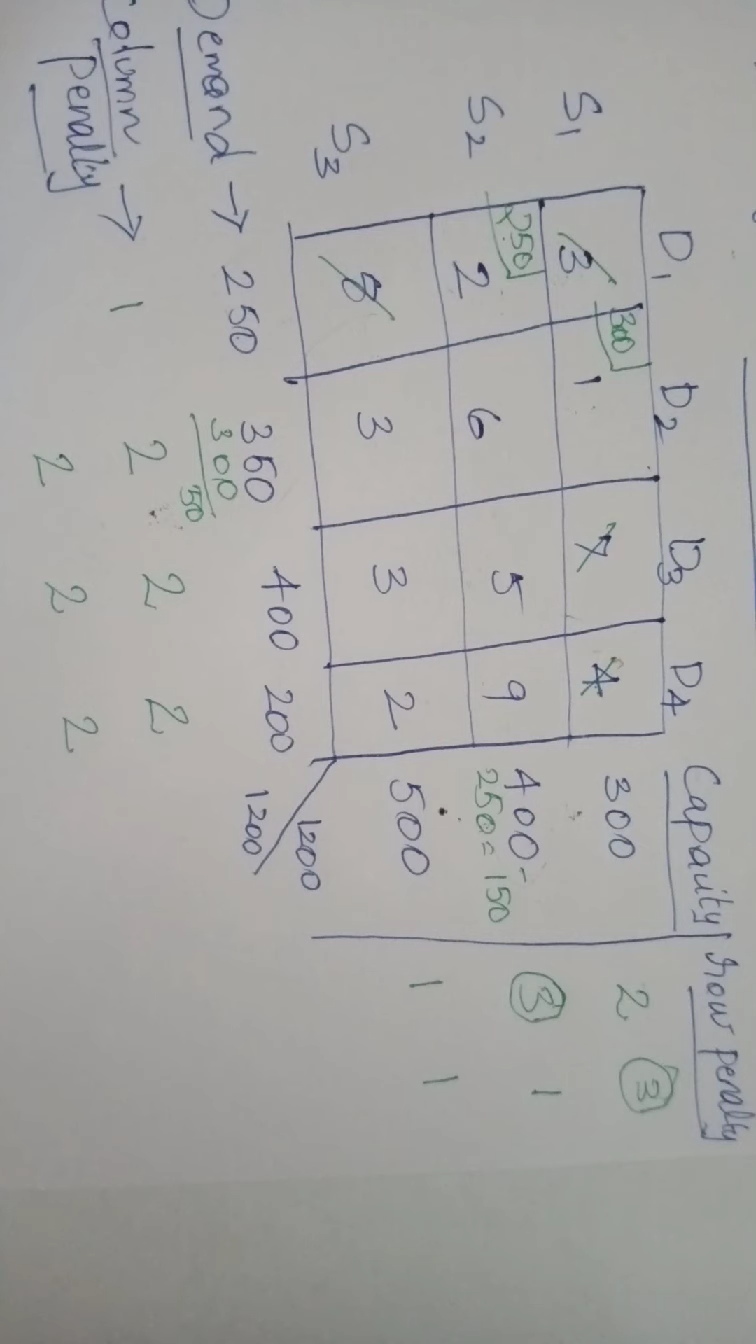 D1 D2 D3 D4 Capacity row penalty
S1 3 300 1 7 4 300 2 3
S2 250 2 6 5 9 400- 3 1
250=150
S3 8 3 3 2 500 1 1
1200
Demand → 250 350 400 200 1200
300
50
Column → 1 2 2 2
Penalty 2 2 2